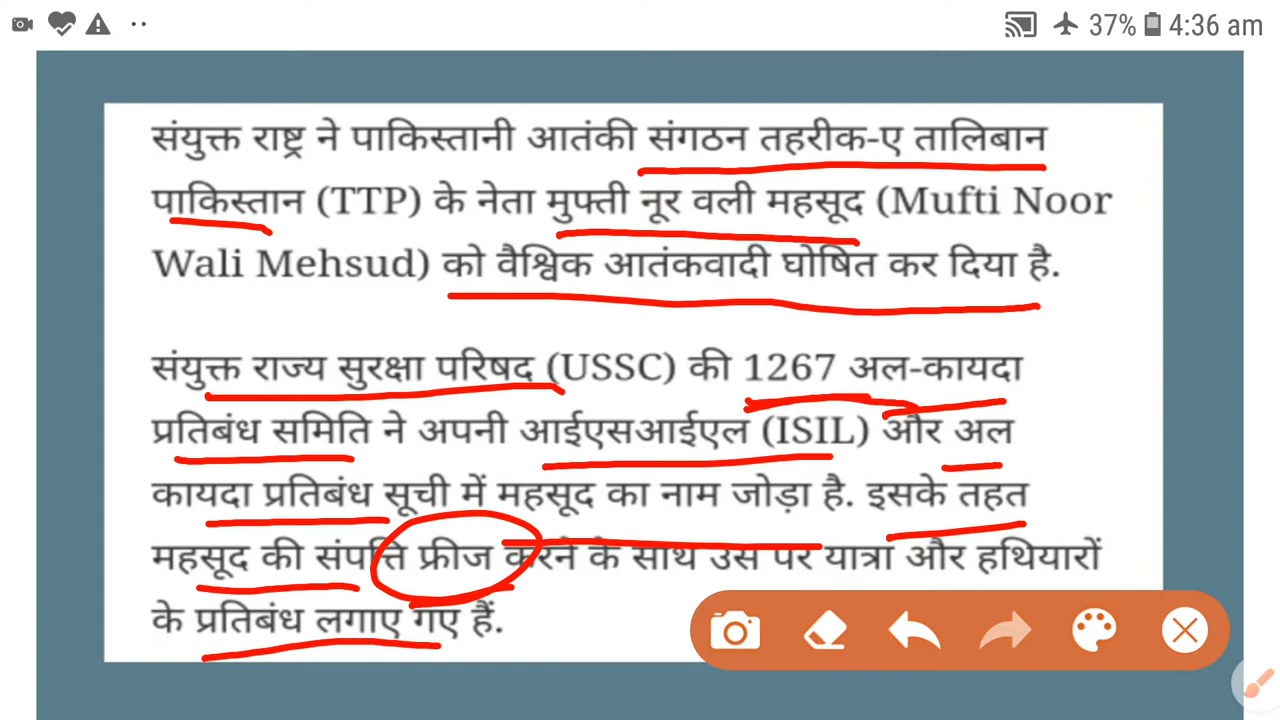 37% 4:36 am
संयुक्त राष्ट्र ने पाकिस्तानी आतंकी संगठन तहरीक-ए तालिबान
पाकिस्तान (TTP) के नेता मुफ्ती नूर वली महसूद (Mufti Noor
Wali Mehsud) को वैश्विक आतंकवादी घोषित कर दिया है.
संयुक्त राज्य सुरक्षा परिषद (USSC) की 1267 अल-कायदा
प्रतिबंध समिति ने अपनी आईएसआईएल (ISIL) और अल
कायदा प्रतिबंध सूची में महसूद का नाम जोड़ा है. इसके तहत
महसूद की संपत्ति फ्रीज करने के साथ उस पर यात्रा और हथियारों
के प्रतिबंध लगाए गए हैं.